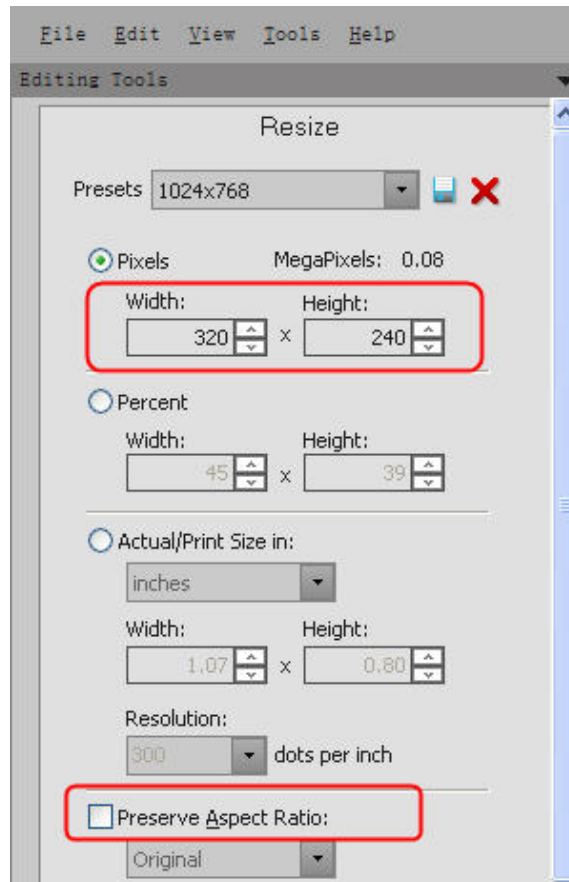 File Edit View Tools Help
Editing Tools
Resize
Presets 1024x768
Pixels MegaPixels: 0.08
Width: Height:
320 x 240
Percent
Width: Height:
45 x 39
Actual/Print Size in:
inches
Width: Height:
1.07 x 0.80
Resolution:
300 dots per inch
Preserve Aspect Ratio:
Original